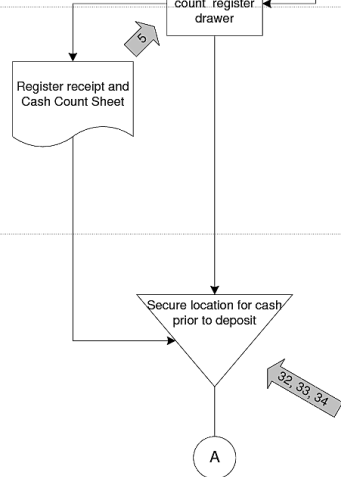 count  register
drawer
5
Register receipt and
Cash Count Sheet
Secure location for cash
prior to deposit
32, 33, 34
A